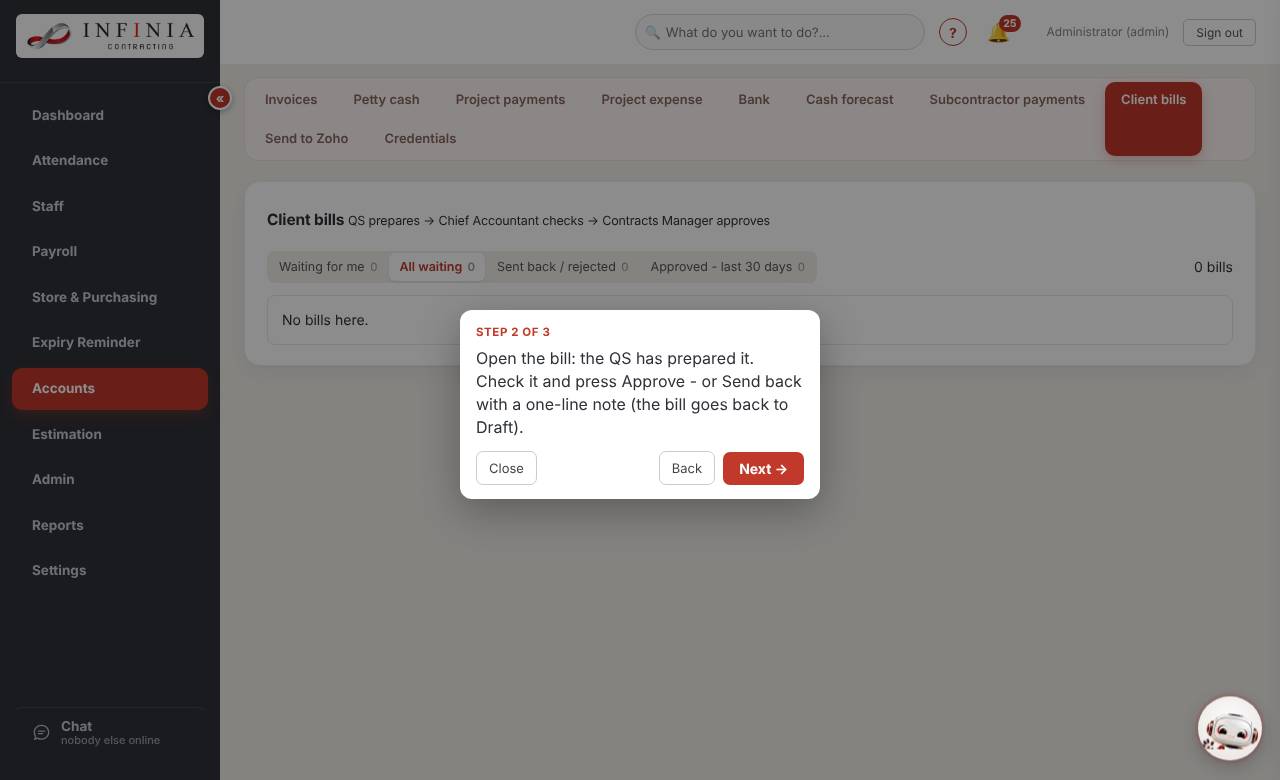 INFINIA
CONTRACTING
What do you want to do?...
?
25
Administrator (admin)
Sign out
«
Dashboard
Attendance
Staff
Payroll
Store & Purchasing
Expiry Reminder
Accounts
Estimation
Admin
Reports
Settings
Chat
nobody else online
Invoices Petty cash Project payments Project expense Bank Cash forecast Subcontractor payments Client bills
Send to Zoho Credentials
Client bills QS prepares → Chief Accountant checks → Contracts Manager approves
Waiting for me 0 All waiting 0 Sent back / rejected 0 Approved - last 30 days 0 0 bills
No bills here.
STEP 2 OF 3
Open the bill: the QS has prepared it.
Check it and press Approve - or Send back
with a one-line note (the bill goes back to
Draft).
Close Back Next →